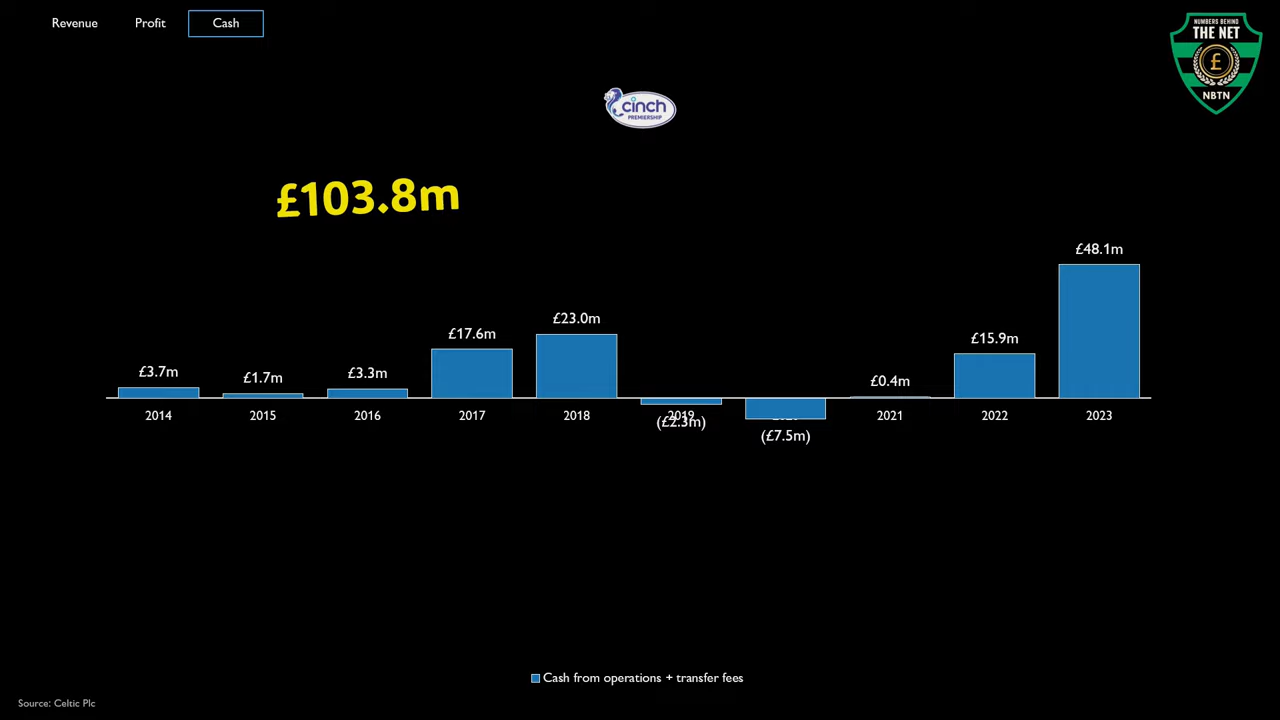 Revenue Profit Cash
NUMBERS BEHIND
THE NET
£
NBTN
cinch
PREMIERSHIP
£103.8m
£48.1m
£23.0m
£17.6m
£15.9m
£3.7m
£1.7m
£3.3m
£0.4m
2014 2015 2016 2017 2018 2019 2021 2022 2023
(£2.3m)
(£7.5m)
Cash from operations + transfer fees
Source: Celtic Plc